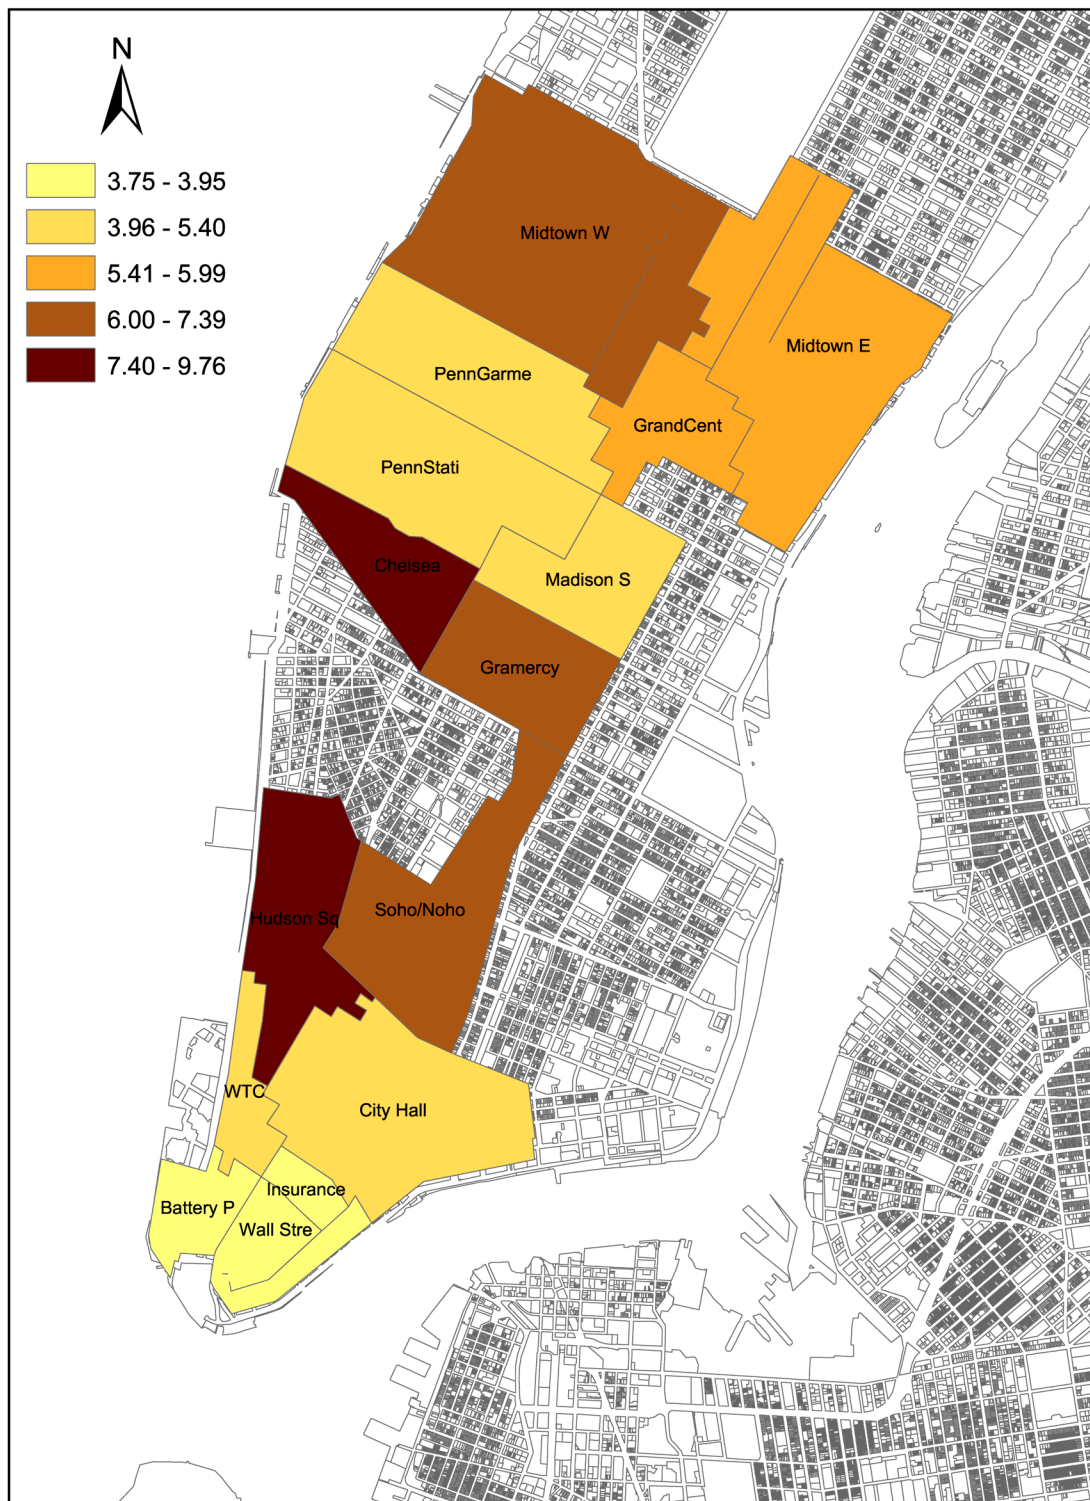 N
3.75 - 3.95
3.96 - 5.40
5.41 - 5.99
6.00 - 7.39
7.40 - 9.76
Midtown W
Midtown E
PennGarme
GrandCent
PennStati
Chelsea
Madison S
Gramercy
Hudson Sq
Soho/Noho
WTC
City Hall
Insurance
Battery P
Wall Stre